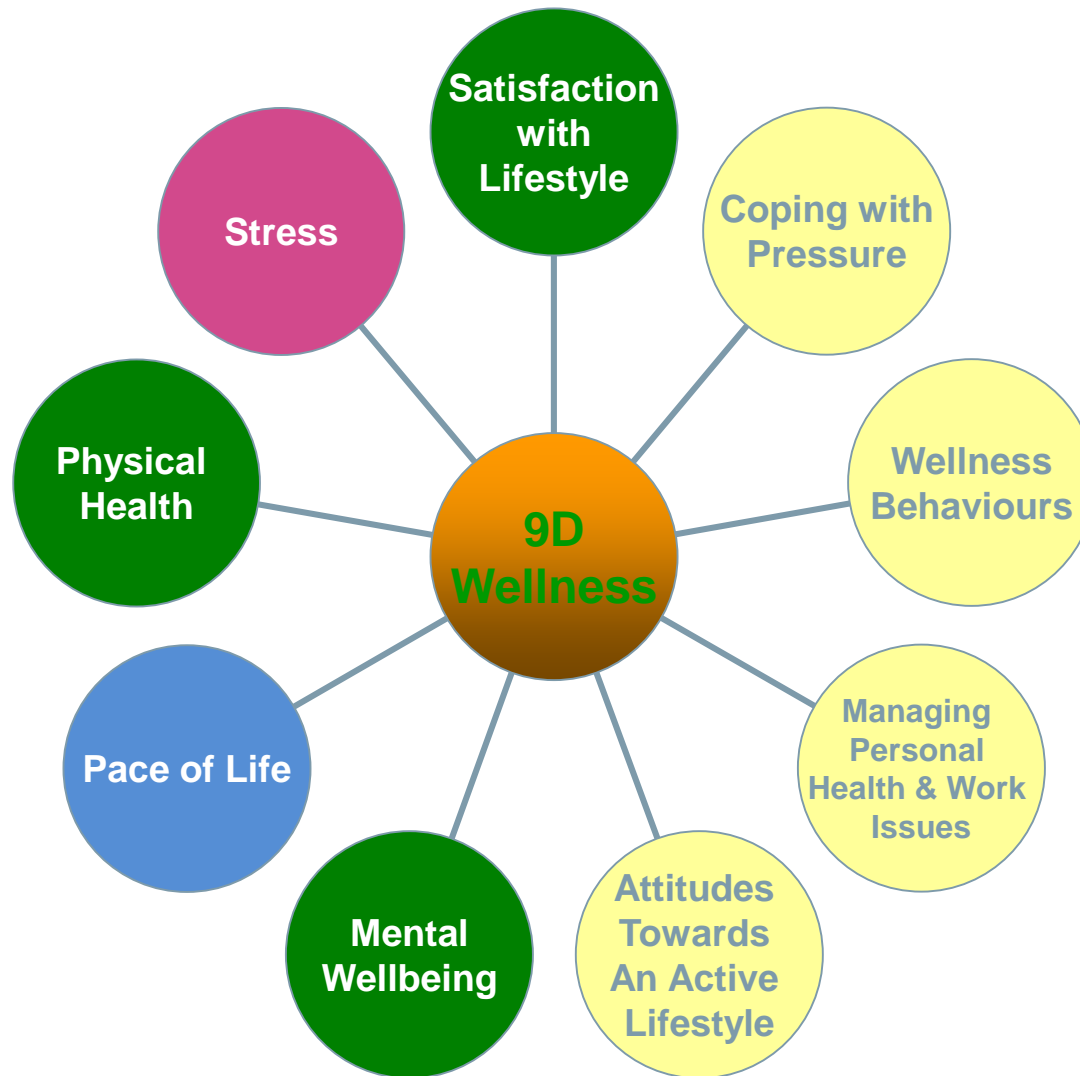 Satisfaction
with
Lifestyle
Coping with
Pressure
Wellness
Behaviours
Managing
Personal
Health & Work
Issues
Attitudes
Towards
An Active
Lifestyle
Mental
Wellbeing
Pace of Life
Physical
Health
Stress
9D
Wellness